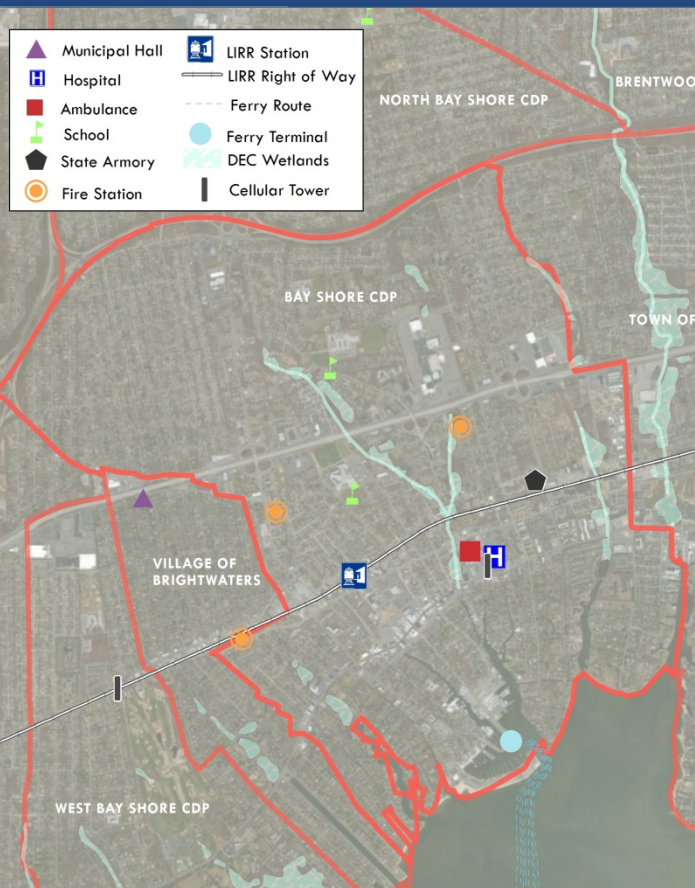 Municipal Hall
H Hospital
Ambulance
School
State Armory
Fire Station
LIRR Station
LIRR Right of Way
Ferry Route
Ferry Terminal
DEC Wetlands
Cellular Tower
NORTH BAY SHORE CDP
BRENTWOO
BAY SHORE CDP
TOWN OF
VILLAGE OF
BRIGHTWATERS
H
WEST BAY SHORE CDP